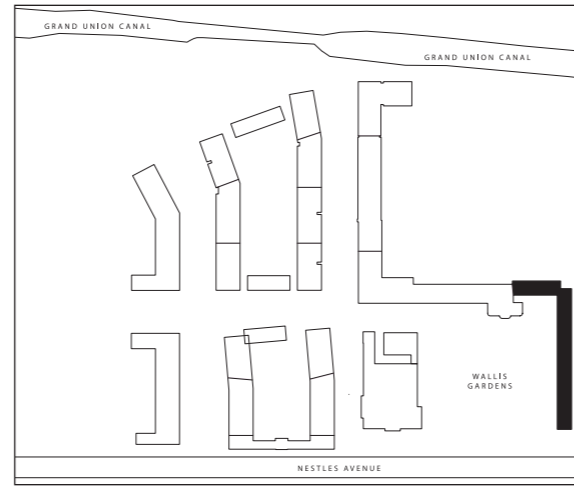 GRAND UNION CANAL
GRAND UNION CANAL
WALLIS
GARDENS
NESTLES AVENUE